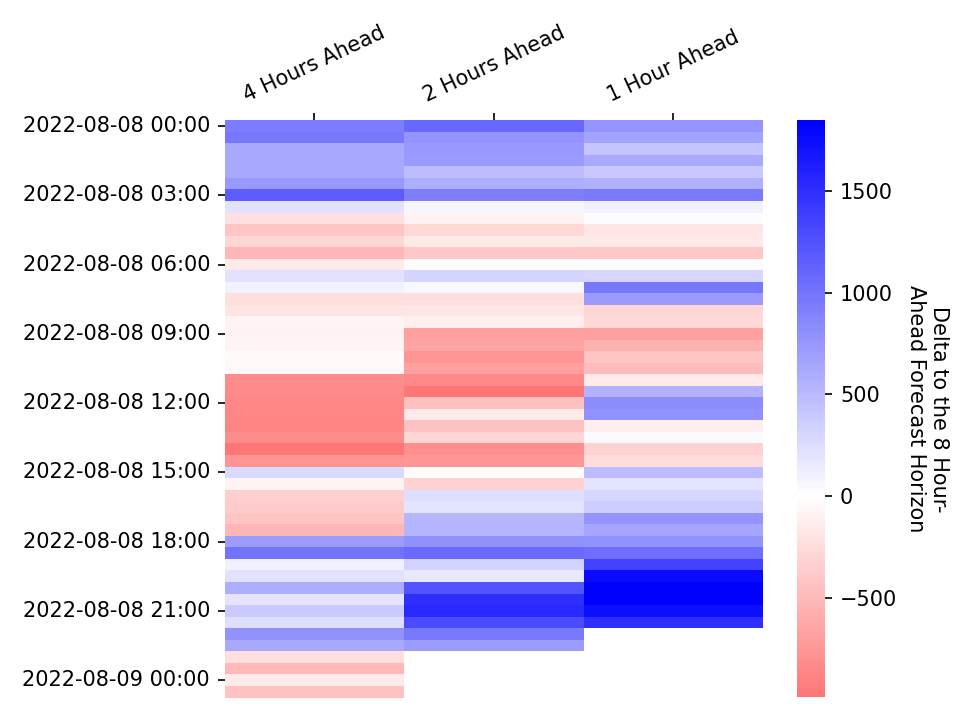 4 Hours Ahead
2 Hours Ahead
1 Hour Ahead
2022-08-08 00:00
2022-08-08 03:00
2022-08-08 06:00
2022-08-08 09:00
2022-08-08 12:00
2022-08-08 15:00
2022-08-08 18:00
2022-08-08 21:00
2022-08-09 00:00
1500
1000
500
0
−500
Delta to the 8 Hour-
Ahead Forecast Horizon